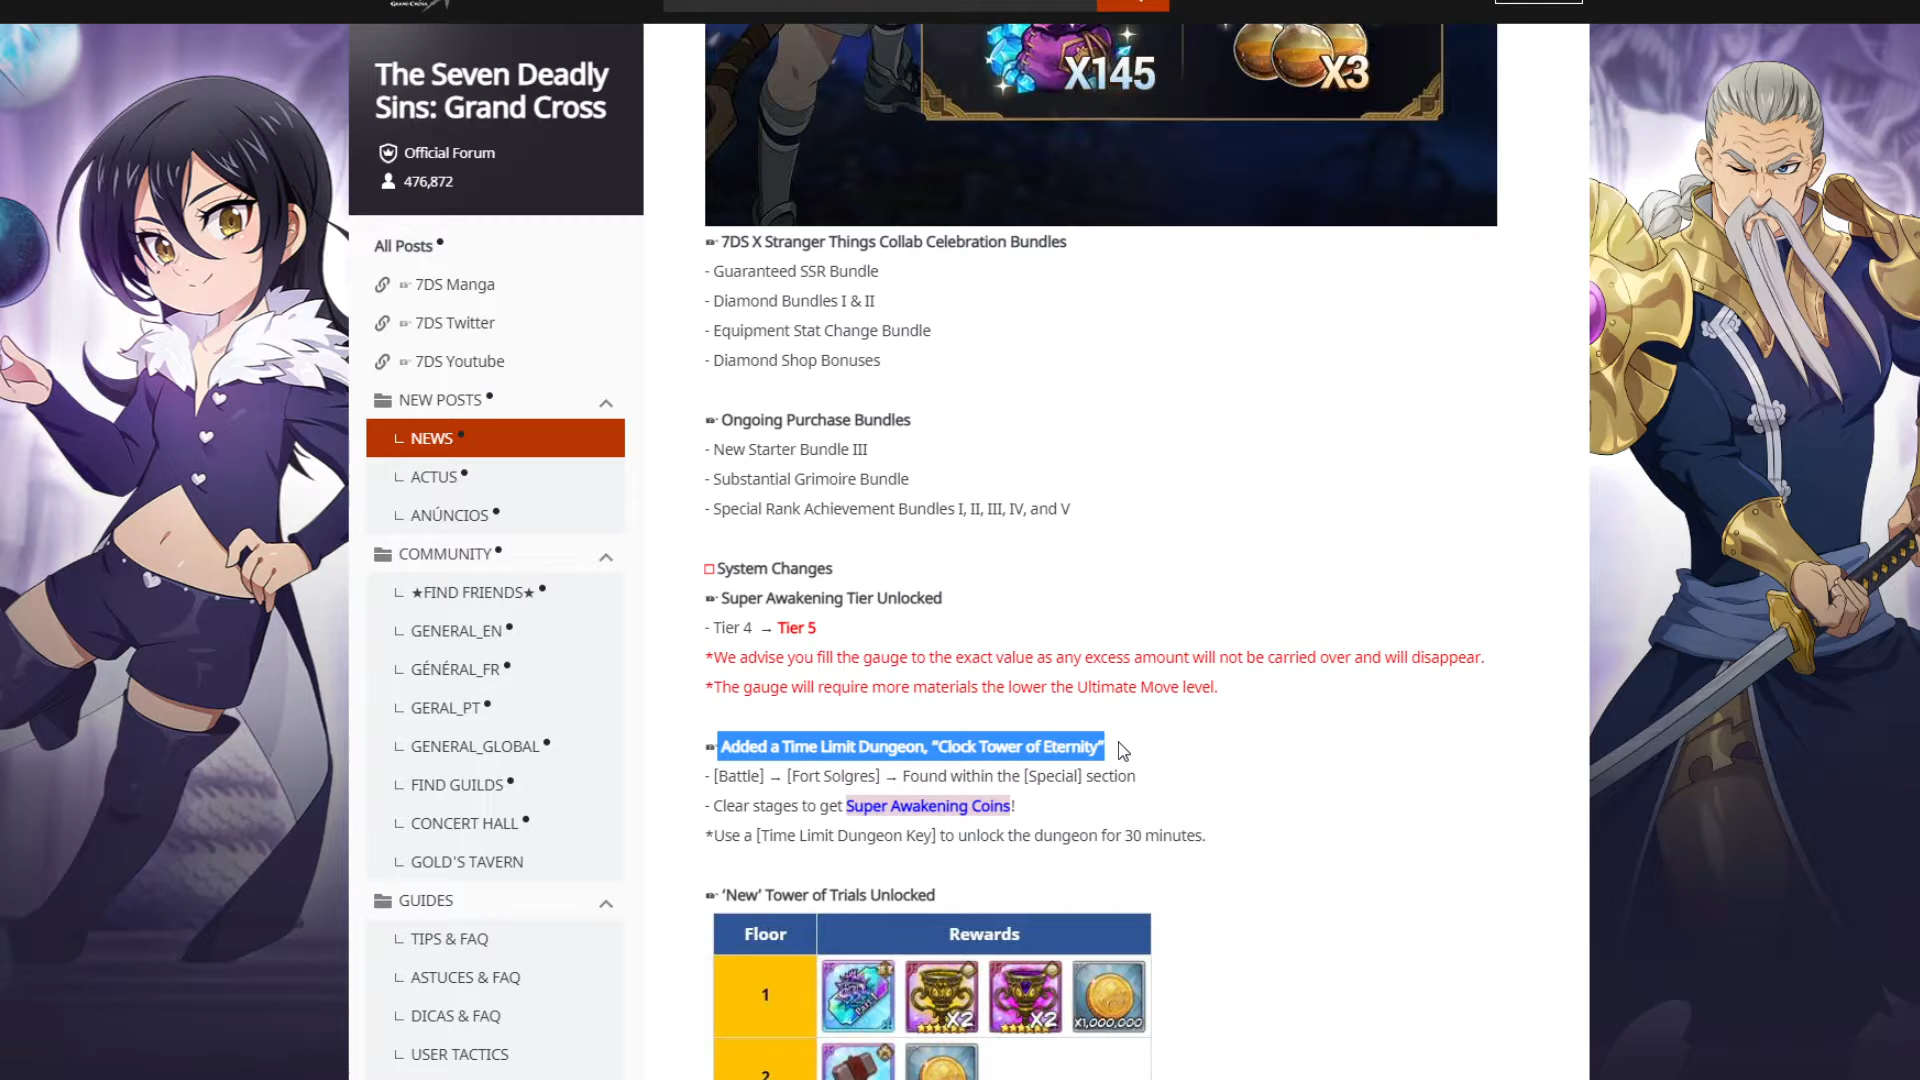 GRAND CROSS
X145
X3
The Seven Deadly
Sins: Grand Cross
Official Forum
476,872
All Posts
☞ 7DS Manga
☞ 7DS Twitter
☞ 7DS Youtube
NEW POSTS
ㄴ NEWS
ㄴ ACTUS
ㄴ ANÚNCIOS
COMMUNITY
ㄴ ★FIND FRIENDS★
ㄴ GENERAL_EN
ㄴ GÉNÉRAL_FR
ㄴ GERAL_PT
ㄴ GENERAL_GLOBAL
ㄴ FIND GUILDS
ㄴ CONCERT HALL
ㄴ GOLD'S TAVERN
GUIDES
ㄴ TIPS & FAQ
ㄴ ASTUCES & FAQ
ㄴ DICAS & FAQ
ㄴ USER TACTICS
☞ 7DS X Stranger Things Collab Celebration Bundles
- Guaranteed SSR Bundle
- Diamond Bundles I & II
- Equipment Stat Change Bundle
- Diamond Shop Bonuses
☞ Ongoing Purchase Bundles
- New Starter Bundle III
- Substantial Grimoire Bundle
- Special Rank Achievement Bundles I, II, III, IV, and V
□ System Changes
☞ Super Awakening Tier Unlocked
- Tier 4 → Tier 5
*We advise you fill the gauge to the exact value as any excess amount will not be carried over and will disappear.
*The gauge will require more materials the lower the Ultimate Move level.
☞ Added a Time Limit Dungeon, “Clock Tower of Eternity”
- [Battle] → [Fort Solgres] → Found within the [Special] section
- Clear stages to get Super Awakening Coins!
*Use a [Time Limit Dungeon Key] to unlock the dungeon for 30 minutes.
☞ ‘New’ Tower of Trials Unlocked
Floor Rewards
1 Part 1 X2 X2 X1,000,000
2